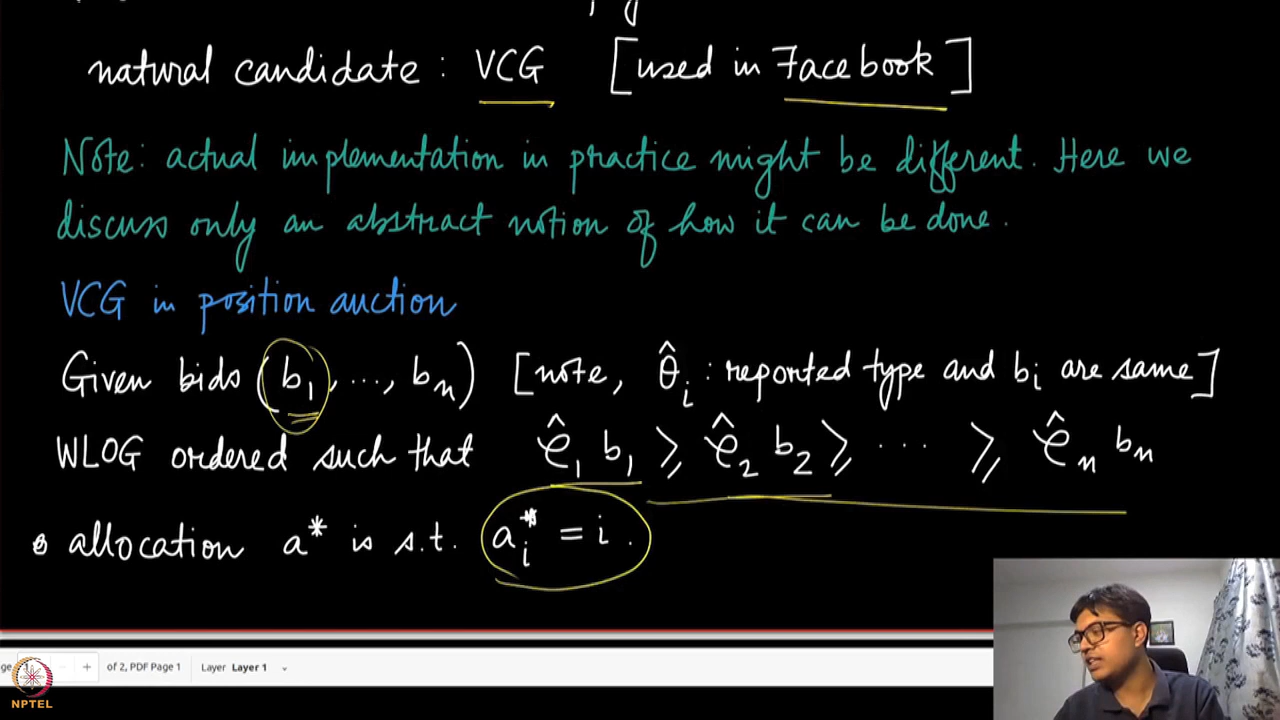 natural candidate : VCG [used in Facebook]
Note: actual implementation in practice might be different. Here we
discuss only an abstract notion of how it can be done.
VCG in position auction
Given bids (b₁, ..., bₙ) [note, θ̂ᵢ : reported type and bᵢ are same]
WLOG ordered such that ê₁ b₁ ≥ ê₂ b₂ ≥ ... ≥ êₙ bₙ
allocation a* is s.t. aᵢ* = i .
of 2, PDF Page 1 Layer Layer 1
NPTEL